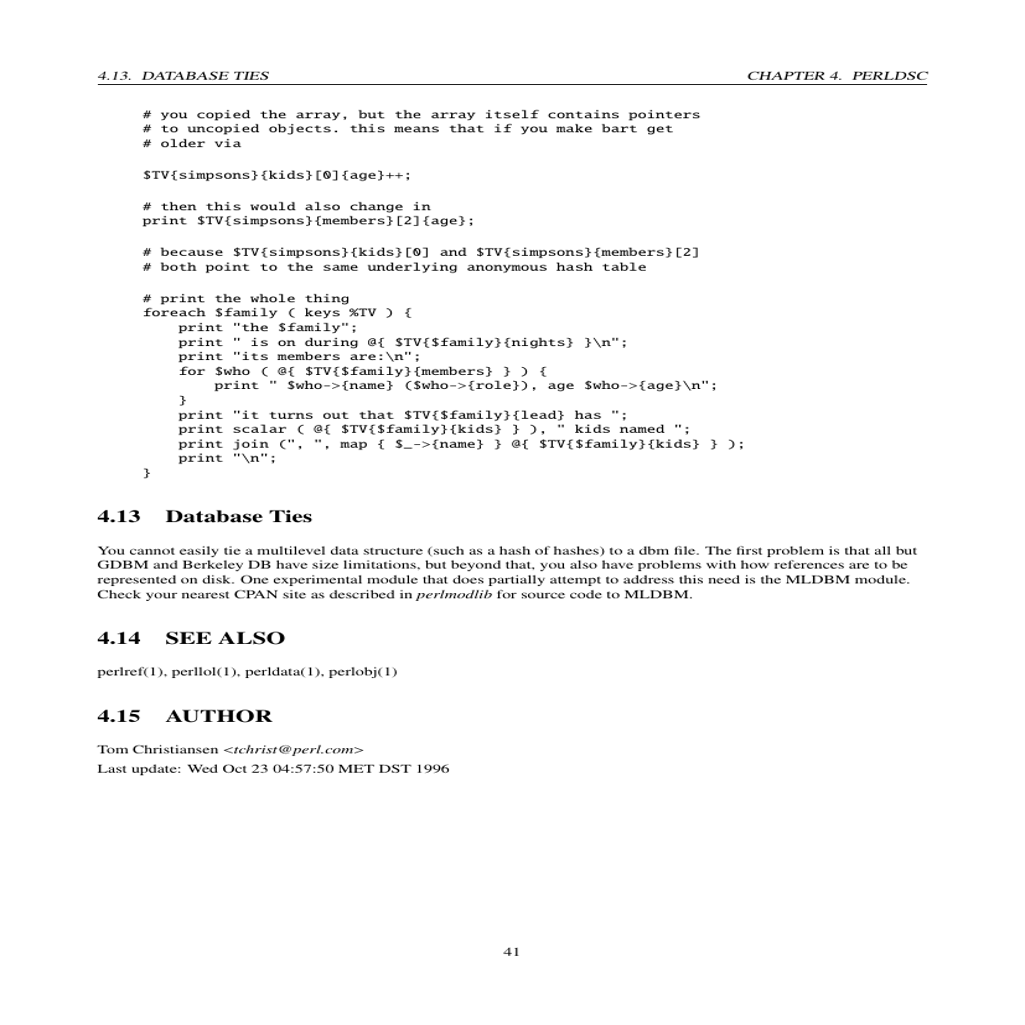 4.13. DATABASE TIES CHAPTER 4. PERLDSC
# you copied the array, but the array itself contains pointers
# to uncopied objects. this means that if you make bart get
# older via
$TV{simpsons}{kids}[0]{age}++;
# then this would also change in
print $TV{simpsons}{members}[2]{age};
# because $TV{simpsons}{kids}[0] and $TV{simpsons}{members}[2]
# both point to the same underlying anonymous hash table
# print the whole thing
foreach $family ( keys %TV ) {
    print "the $family";
    print " is on during @{ $TV{$family}{nights} }\n";
    print "its members are:\n";
    for $who ( @{ $TV{$family}{members} } ) {
        print " $who->{name} ($who->{role}), age $who->{age}\n";
    }
    print "it turns out that $TV{$family}{lead} has ";
    print scalar ( @{ $TV{$family}{kids} } ), " kids named ";
    print join (", ", map { $_->{name} } @{ $TV{$family}{kids} } );
    print "\n";
}
4.13 Database Ties
You cannot easily tie a multilevel data structure (such as a hash of hashes) to a dbm file. The first problem is that all but
GDBM and Berkeley DB have size limitations, but beyond that, you also have problems with how references are to be
represented on disk. One experimental module that does partially attempt to address this need is the MLDBM module.
Check your nearest CPAN site as described in perlmodlib for source code to MLDBM.
4.14 SEE ALSO
perlref(1), perllol(1), perldata(1), perlobj(1)
4.15 AUTHOR
Tom Christiansen <tchrist@perl.com>
Last update: Wed Oct 23 04:57:50 MET DST 1996
41